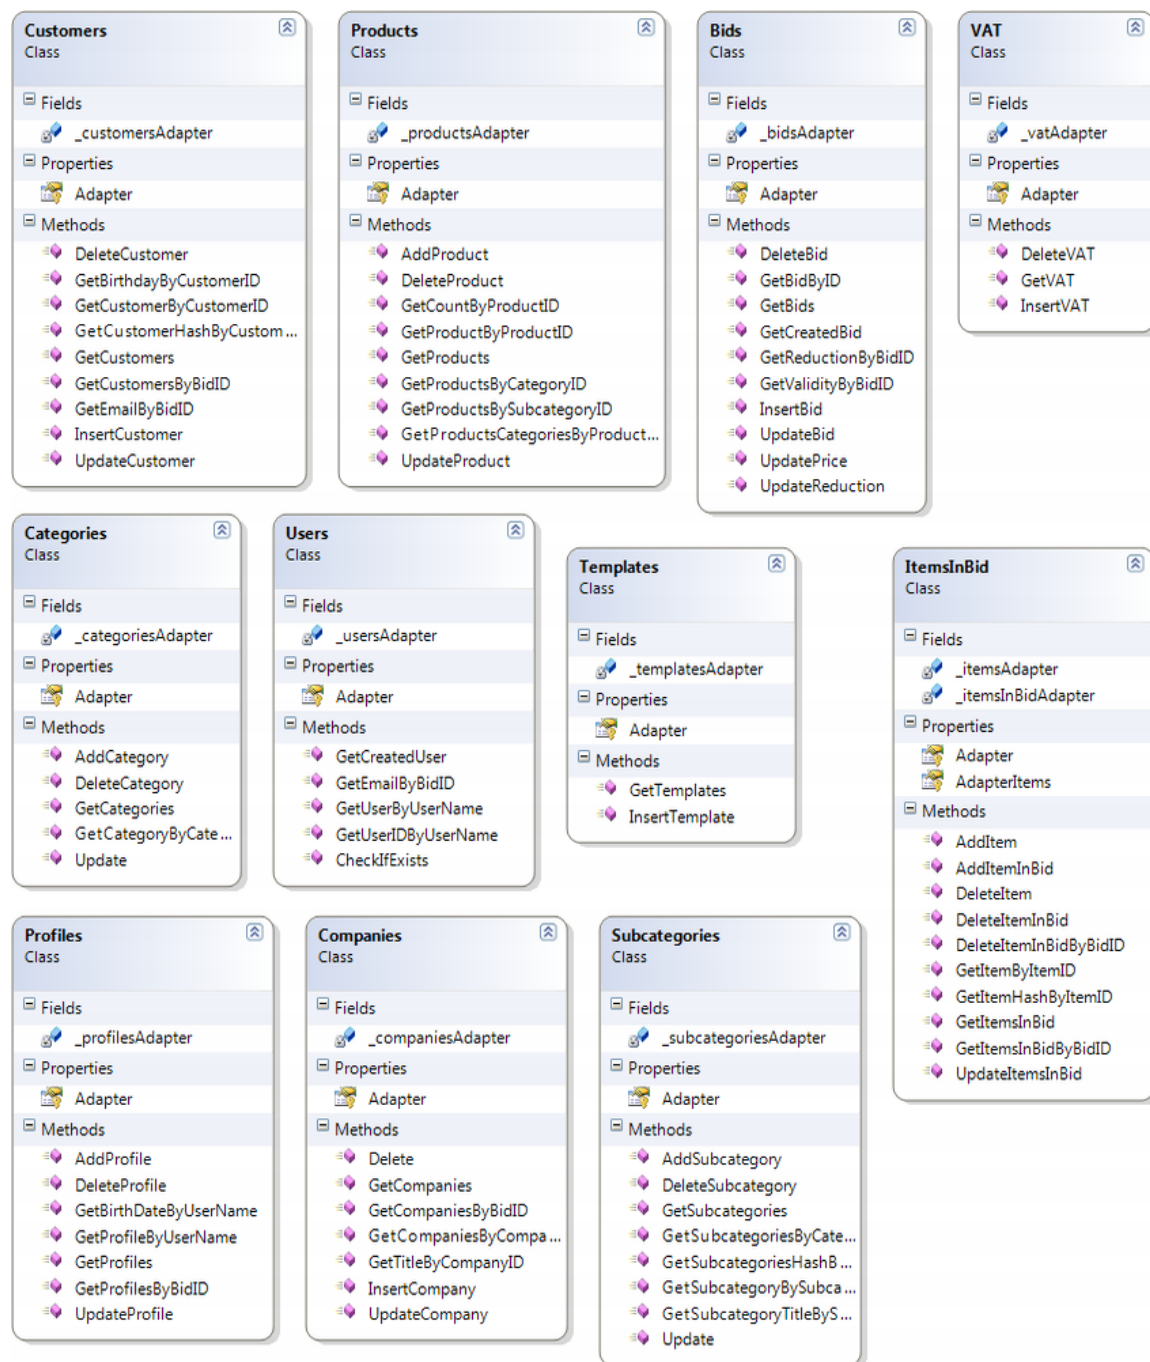 Customers
Class
Fields
_customersAdapter
Properties
Adapter
Methods
DeleteCustomer
GetBirthdayByCustomerID
GetCustomerByCustomerID
GetCustomerHashByCustom...
GetCustomers
GetCustomersByBidID
GetEmailByBidID
InsertCustomer
UpdateCustomer
Products
Class
Fields
_productsAdapter
Properties
Adapter
Methods
AddProduct
DeleteProduct
GetCountByProductID
GetProductByProductID
GetProducts
GetProductsByCategoryID
GetProductsBySubcategoryID
GetProductsCategoriesByProduct...
UpdateProduct
Bids
Class
Fields
_bidsAdapter
Properties
Adapter
Methods
DeleteBid
GetBidByID
GetBids
GetCreatedBid
GetReductionByBidID
GetValidityByBidID
InsertBid
UpdateBid
UpdatePrice
UpdateReduction
VAT
Class
Fields
_vatAdapter
Properties
Adapter
Methods
DeleteVAT
GetVAT
InsertVAT
Categories
Class
Fields
_categoriesAdapter
Properties
Adapter
Methods
AddCategory
DeleteCategory
GetCategories
GetCategoryByCate...
Update
Users
Class
Fields
_usersAdapter
Properties
Adapter
Methods
GetCreatedUser
GetEmailByBidID
GetUserByUserName
GetUserIDByUserName
CheckIfExists
Templates
Class
Fields
_templatesAdapter
Properties
Adapter
Methods
GetTemplates
InsertTemplate
ItemsInBid
Class
Fields
_itemsAdapter
_itemsInBidAdapter
Properties
Adapter
AdapterItems
Methods
AddItem
AddItemInBid
DeleteItem
DeleteItemInBid
DeleteItemInBidByBidID
GetItemByItemID
GetItemHashByItemID
GetItemsInBid
GetItemsInBidByBidID
UpdateItemsInBid
Profiles
Class
Fields
_profilesAdapter
Properties
Adapter
Methods
AddProfile
DeleteProfile
GetBirthDateByUserName
GetProfileByUserName
GetProfiles
GetProfilesByBidID
UpdateProfile
Companies
Class
Fields
_companiesAdapter
Properties
Adapter
Methods
Delete
GetCompanies
GetCompaniesByBidID
GetCompaniesByCompa...
GetTitleByCompanyID
InsertCompany
UpdateCompany
Subcategories
Class
Fields
_subcategoriesAdapter
Properties
Adapter
Methods
AddSubcategory
DeleteSubcategory
GetSubcategories
GetSubcategoriesByCate...
GetSubcategoriesHashB...
GetSubcategoryBySubca...
GetSubcategoryTitleByS...
Update